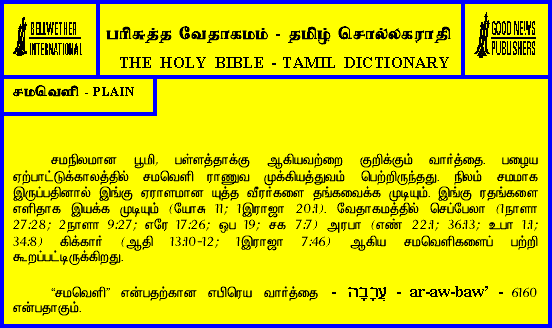 BELLWETHER
INTERNATIONAL
பரிசுத்த வேதாகமம் - தமிழ் சொல்லகராதி
THE HOLY BIBLE - TAMIL DICTIONARY
GOOD NEWS
PUBLISHERS
சமவெளி - PLAIN
சமநிலமான பூமி, பள்ளத்தாக்கு ஆகியவற்றை குறிக்கும் வார்த்தை. பழைய
ஏற்பாட்டுக்காலத்தில் சமவெளி ராணுவ முக்கியத்துவம் பெற்றிருந்தது. நிலம் சமமாக
இருப்பதினால் இங்கு ஏராளமான யுத்த வீரர்களை தங்கவைக்க முடியும். இங்கு ரதங்களை
எளிதாக இயக்க முடியும் (யோசு 11; 1இராஜா 20:1). வேதாகமத்தில் செப்பேலா (1நாளா
27:28; 2நாளா 9:27; எரே 17:26; ஒப 19; சக 7:7) அரபா (எண் 22:1; 36:13; உபா 1:1;
34:8) கிக்கார் (ஆதி 13:10-12; 1இராஜா 7:46) ஆகிய சமவெளிகளைப் பற்றி
கூறப்பட்டிருக்கிறது.
“சமவெளி” என்பதற்கான எபிரெய வார்த்தை - עֲרָבָה - ar-aw-baw’ - 6160
என்பதாகும்.